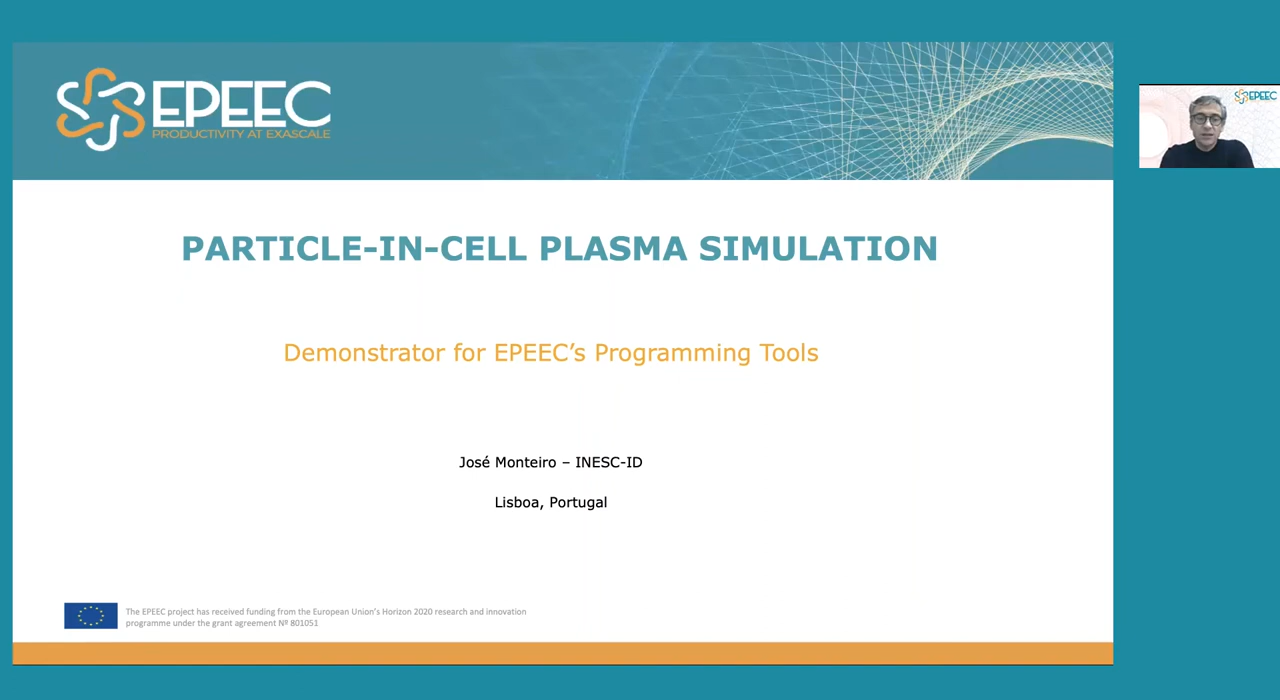 EPEEC
PRODUCTIVITY AT EXASCALE
EPEEC
PARTICLE-IN-CELL PLASMA SIMULATION
Demonstrator for EPEEC’s Programming Tools
José Monteiro – INESC-ID
Lisboa, Portugal
The EPEEC project has received funding from the European Union’s Horizon 2020 research and innovation
programme under the grant agreement Nº 801051